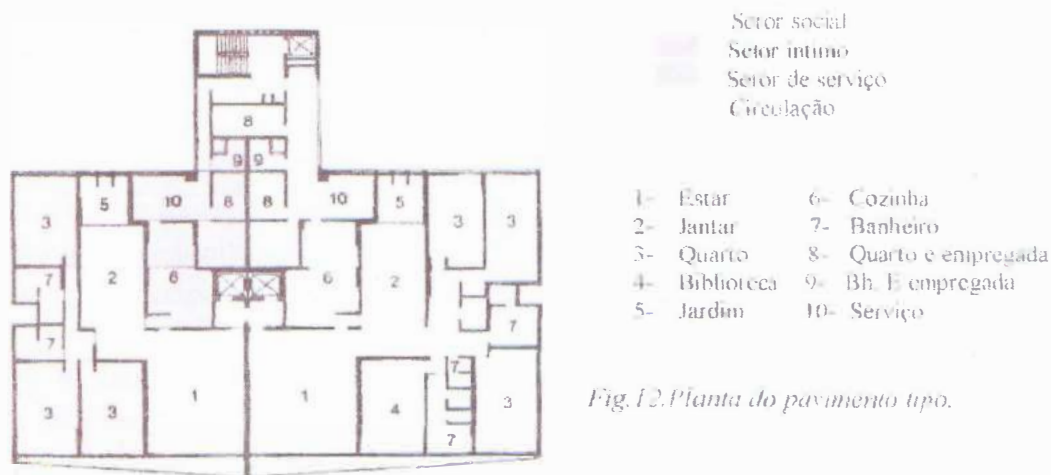 Setor social
Setor íntimo
Setor de serviço
Circulação
1- Estar 6- Cozinha
2- Jantar 7- Banheiro
3- Quarto 8- Quarto e empregada
4- Biblioteca 9- Bh. E empregada
5- Jardim 10- Serviço
Fig.12.Planta do pavimento tipo.
8
9 9
3 5 10 8 8 10 5 3 3
7 2 6 6 2
7 7
3 3 1 1 4 7 3
7